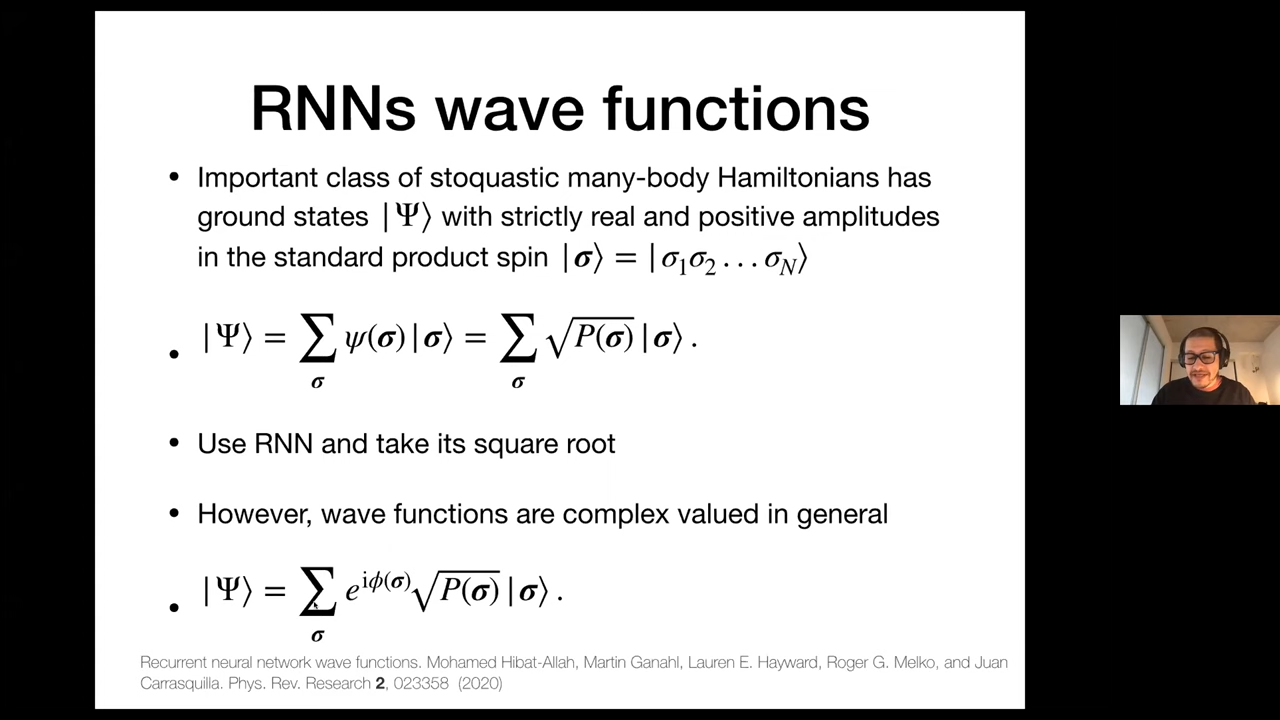 RNNs wave functions
• Important class of stoquastic many-body Hamiltonians has
ground states |Ψ⟩ with strictly real and positive amplitudes
in the standard product spin |𝝈⟩ = |σ₁σ₂ . . . σ_N⟩
• |Ψ⟩ = ∑_𝝈 ψ(𝝈)|𝝈⟩ = ∑_𝝈 √P(𝝈) |𝝈⟩ .
• Use RNN and take its square root
• However, wave functions are complex valued in general
• |Ψ⟩ = ∑_𝝈 e^{iϕ(𝝈)} √P(𝝈) |𝝈⟩ .
Recurrent neural network wave functions. Mohamed Hibat-Allah, Martin Ganahl, Lauren E. Hayward, Roger G. Melko, and Juan
Carrasquilla. Phys. Rev. Research 2, 023358 (2020)